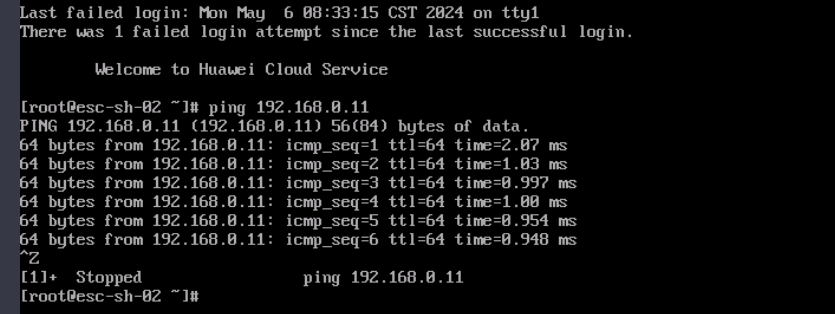 Last failed login: Mon May  6 08:33:15 CST 2024 on tty1
There was 1 failed login attempt since the last successful login.
Welcome to Huawei Cloud Service
[root@esc-sh-02 ~]# ping 192.168.0.11
PING 192.168.0.11 (192.168.0.11) 56(84) bytes of data.
64 bytes from 192.168.0.11: icmp_seq=1 ttl=64 time=2.07 ms
64 bytes from 192.168.0.11: icmp_seq=2 ttl=64 time=1.03 ms
64 bytes from 192.168.0.11: icmp_seq=3 ttl=64 time=0.997 ms
64 bytes from 192.168.0.11: icmp_seq=4 ttl=64 time=1.00 ms
64 bytes from 192.168.0.11: icmp_seq=5 ttl=64 time=0.954 ms
64 bytes from 192.168.0.11: icmp_seq=6 ttl=64 time=0.948 ms
^Z
[1]+  Stopped                 ping 192.168.0.11
[root@esc-sh-02 ~]#